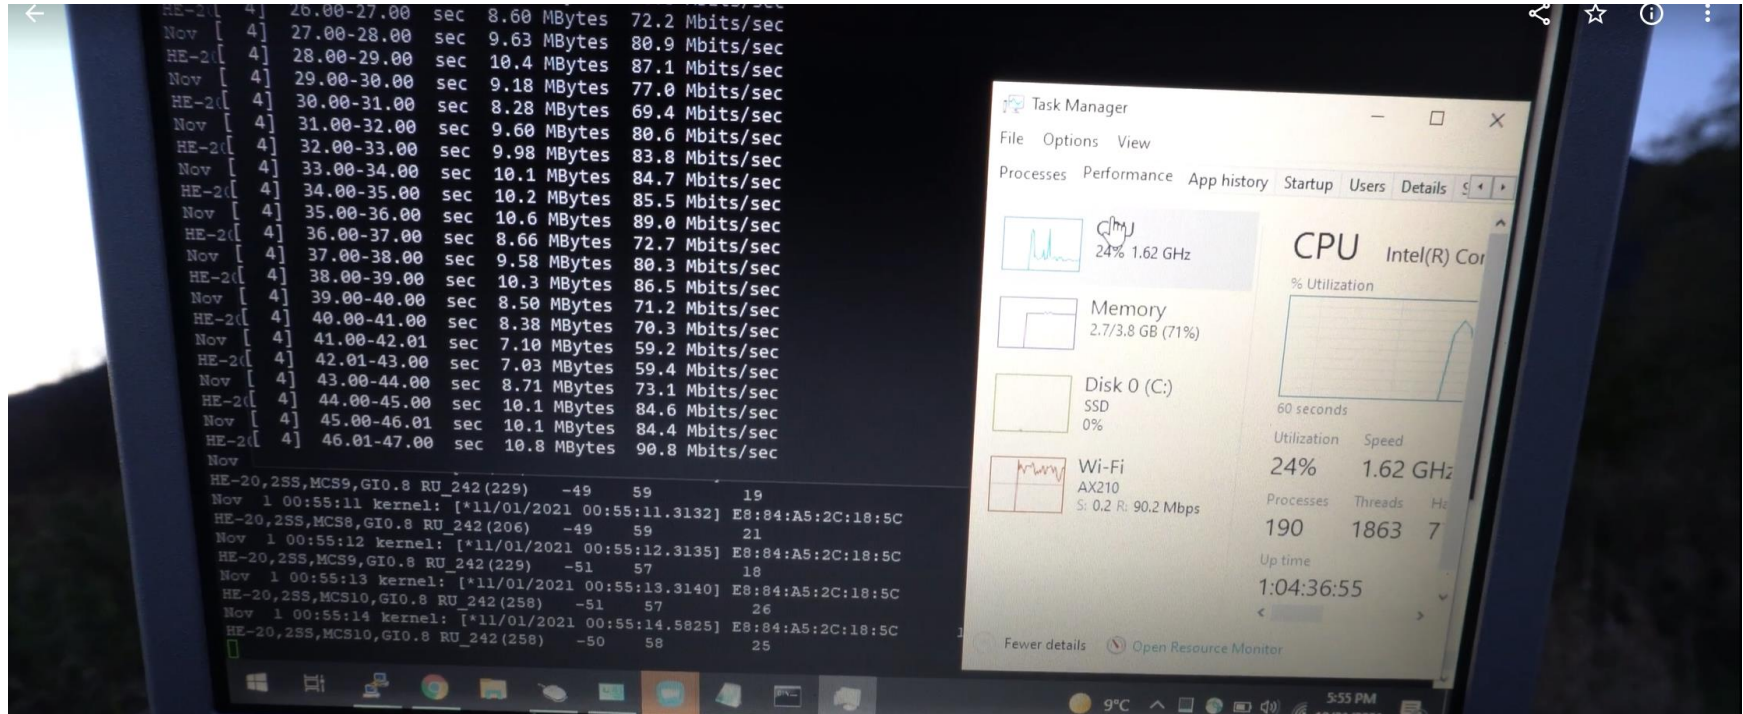 HE-2([ 4] 26.00-27.00 sec 8.60 MBytes 72.2 Mbits/sec
Nov [ 4] 27.00-28.00 sec 9.63 MBytes 80.9 Mbits/sec
HE-2([ 4] 28.00-29.00 sec 10.4 MBytes 87.1 Mbits/sec
Nov [ 4] 29.00-30.00 sec 9.18 MBytes 77.0 Mbits/sec
HE-2([ 4] 30.00-31.00 sec 8.28 MBytes 69.4 Mbits/sec
Nov [ 4] 31.00-32.00 sec 9.60 MBytes 80.6 Mbits/sec
HE-2([ 4] 32.00-33.00 sec 9.98 MBytes 83.8 Mbits/sec
Nov [ 4] 33.00-34.00 sec 10.1 MBytes 84.7 Mbits/sec
HE-2([ 4] 34.00-35.00 sec 10.2 MBytes 85.5 Mbits/sec
Nov [ 4] 35.00-36.00 sec 10.6 MBytes 89.0 Mbits/sec
HE-2([ 4] 36.00-37.00 sec 8.66 MBytes 72.7 Mbits/sec
Nov [ 4] 37.00-38.00 sec 9.58 MBytes 80.3 Mbits/sec
HE-2([ 4] 38.00-39.00 sec 10.3 MBytes 86.5 Mbits/sec
Nov [ 4] 39.00-40.00 sec 8.50 MBytes 71.2 Mbits/sec
HE-2([ 4] 40.00-41.00 sec 8.38 MBytes 70.3 Mbits/sec
Nov [ 4] 41.00-42.01 sec 7.10 MBytes 59.2 Mbits/sec
HE-2([ 4] 42.01-43.00 sec 7.03 MBytes 59.4 Mbits/sec
Nov [ 4] 43.00-44.00 sec 8.71 MBytes 73.1 Mbits/sec
HE-2([ 4] 44.00-45.00 sec 10.1 MBytes 84.6 Mbits/sec
Nov [ 4] 45.00-46.01 sec 10.1 MBytes 84.4 Mbits/sec
HE-2([ 4] 46.01-47.00 sec 10.8 MBytes 90.8 Mbits/sec
Nov
HE-20,2SS,MCS9,GI0.8 RU_242(229) -49 59 19
Nov 1 00:55:11 kernel: [*11/01/2021 00:55:11.3132] E8:84:A5:2C:18:5C
HE-20,2SS,MCS8,GI0.8 RU_242(206) -49 59 21
Nov 1 00:55:12 kernel: [*11/01/2021 00:55:12.3135] E8:84:A5:2C:18:5C
HE-20,2SS,MCS9,GI0.8 RU_242(229) -51 57 18
Nov 1 00:55:13 kernel: [*11/01/2021 00:55:13.3140] E8:84:A5:2C:18:5C
HE-20,2SS,MCS10,GI0.8 RU_242(258) -51 57 26
Nov 1 00:55:14 kernel: [*11/01/2021 00:55:14.5825] E8:84:A5:2C:18:5C 1
HE-20,2SS,MCS10,GI0.8 RU_242(258) -50 58 25
Task Manager
File Options View
Processes Performance App history Startup Users Details
24% 1.62 GHz
Memory
2.7/3.8 GB (71%)
Disk 0 (C:)
SSD
0%
Wi-Fi
AX210
S: 0.2 R: 90.2 Mbps
CPU Intel(R) Cor
% Utilization
60 seconds
Utilization Speed
24% 1.62 GHz
Processes Threads Ha
190 1863 7
Up time
1:04:36:55
Fewer details Open Resource Monitor
9°C 5:55 PM